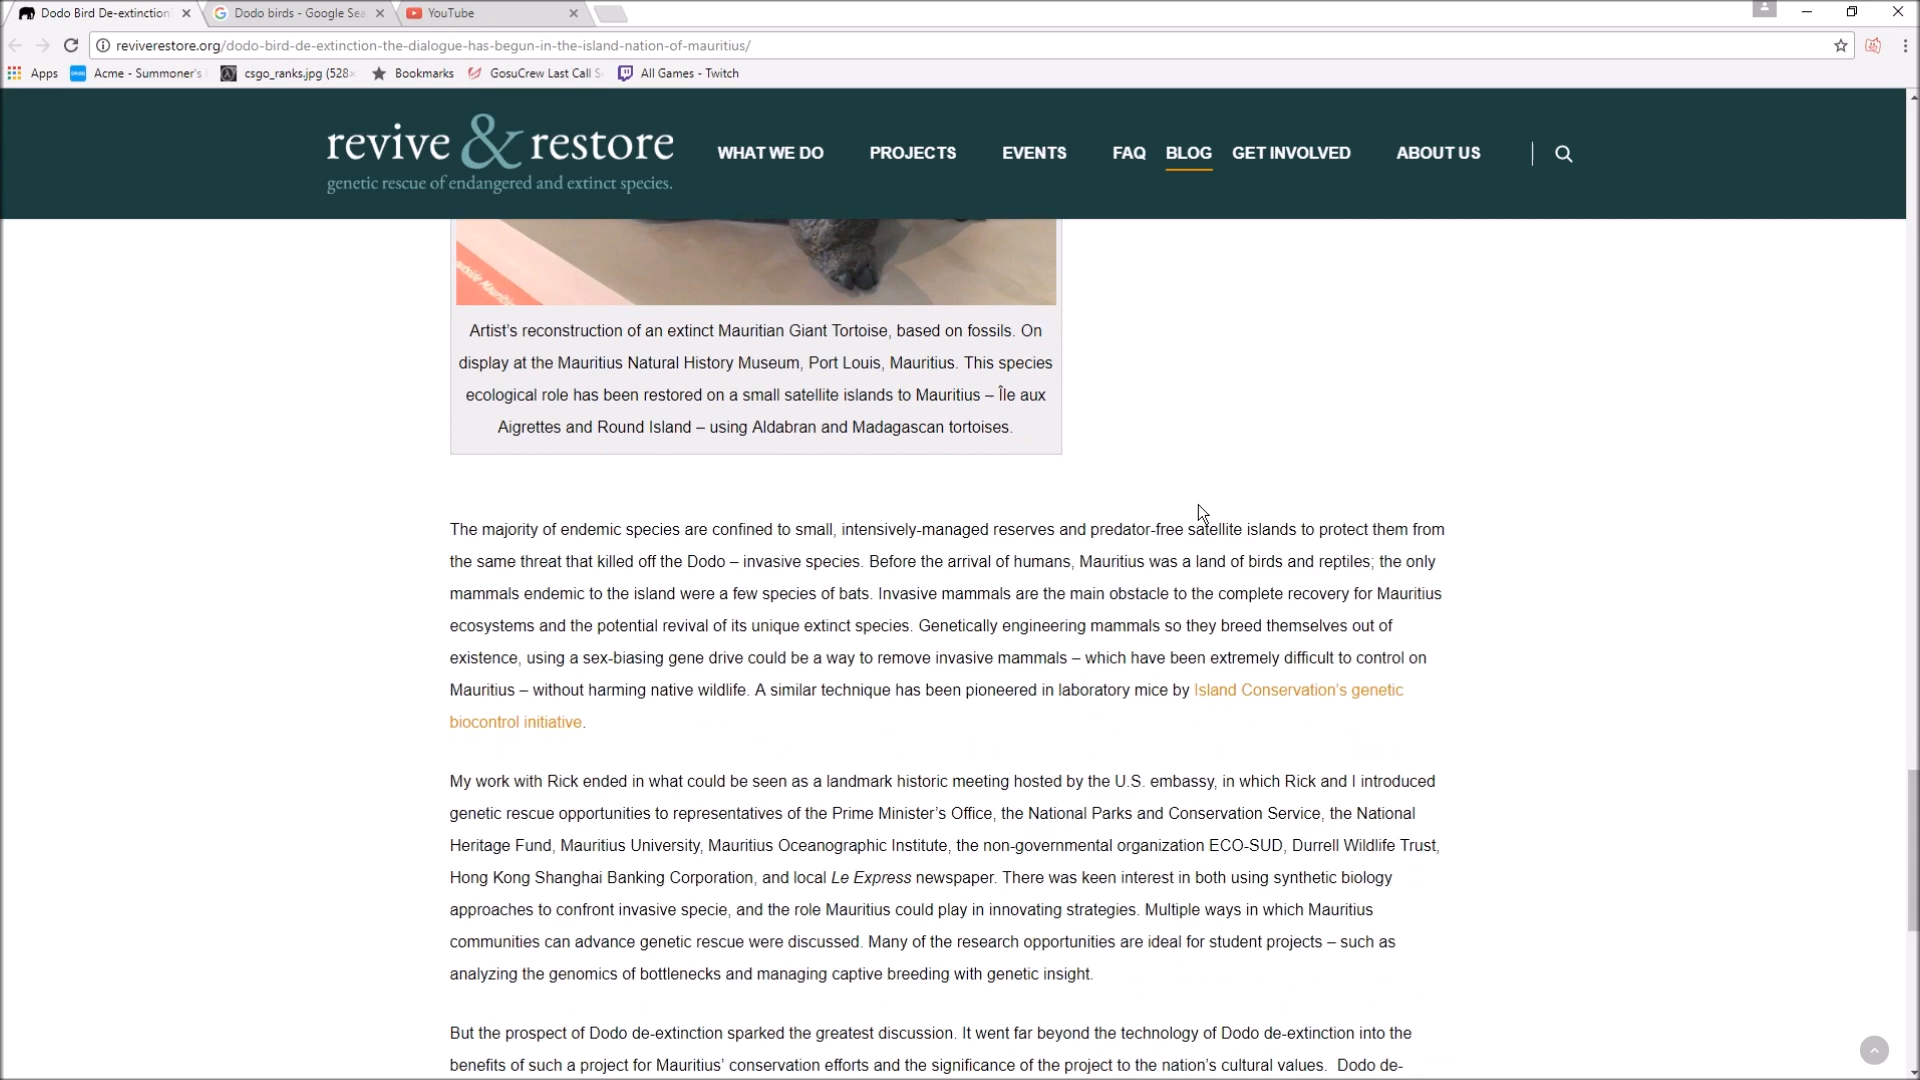 Dodo Bird De-extinction
Dodo birds - Google Sea
YouTube
reviverestore.org/dodo-bird-de-extinction-the-dialogue-has-begun-in-the-island-nation-of-mauritius/
Apps
Acme - Summoner's
csgo_ranks.jpg (528×
Bookmarks
GosuCrew Last Call S
All Games - Twitch
revive & restore
genetic rescue of endangered and extinct species.
WHAT WE DO
PROJECTS
EVENTS
FAQ
BLOG
GET INVOLVED
ABOUT US
Artist's reconstruction of an extinct Mauritian Giant Tortoise, based on fossils. On
display at the Mauritius Natural History Museum, Port Louis, Mauritius. This species
ecological role has been restored on a small satellite islands to Mauritius – Île aux
Aigrettes and Round Island – using Aldabran and Madagascan tortoises.
The majority of endemic species are confined to small, intensively-managed reserves and predator-free satellite islands to protect them from
the same threat that killed off the Dodo – invasive species. Before the arrival of humans, Mauritius was a land of birds and reptiles; the only
mammals endemic to the island were a few species of bats. Invasive mammals are the main obstacle to the complete recovery for Mauritius
ecosystems and the potential revival of its unique extinct species. Genetically engineering mammals so they breed themselves out of
existence, using a sex-biasing gene drive could be a way to remove invasive mammals – which have been extremely difficult to control on
Mauritius – without harming native wildlife. A similar technique has been pioneered in laboratory mice by Island Conservation's genetic
biocontrol initiative.
My work with Rick ended in what could be seen as a landmark historic meeting hosted by the U.S. embassy, in which Rick and I introduced
genetic rescue opportunities to representatives of the Prime Minister's Office, the National Parks and Conservation Service, the National
Heritage Fund, Mauritius University, Mauritius Oceanographic Institute, the non-governmental organization ECO-SUD, Durrell Wildlife Trust,
Hong Kong Shanghai Banking Corporation, and local Le Express newspaper. There was keen interest in both using synthetic biology
approaches to confront invasive specie, and the role Mauritius could play in innovating strategies. Multiple ways in which Mauritius
communities can advance genetic rescue were discussed. Many of the research opportunities are ideal for student projects – such as
analyzing the genomics of bottlenecks and managing captive breeding with genetic insight.
But the prospect of Dodo de-extinction sparked the greatest discussion. It went far beyond the technology of Dodo de-extinction into the
benefits of such a project for Mauritius' conservation efforts and the significance of the project to the nation's cultural values. Dodo de-